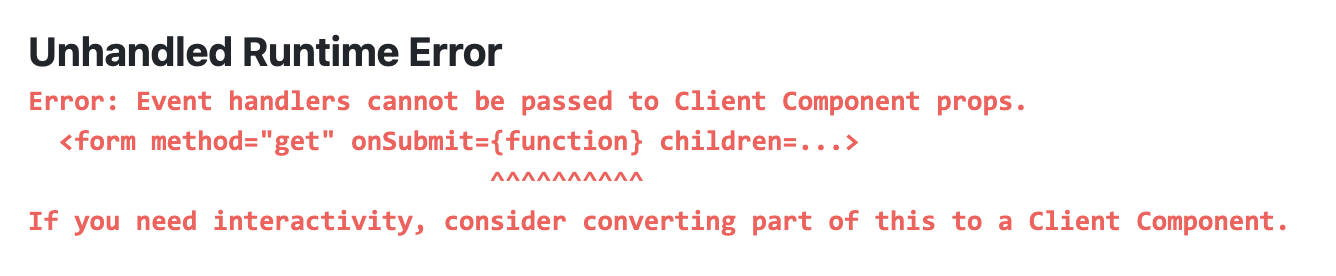 Unhandled Runtime Error
Error: Event handlers cannot be passed to Client Component props.
<form method="get" onSubmit={function} children=...>
^^^^^^^^^^
If you need interactivity, consider converting part of this to a Client Component.